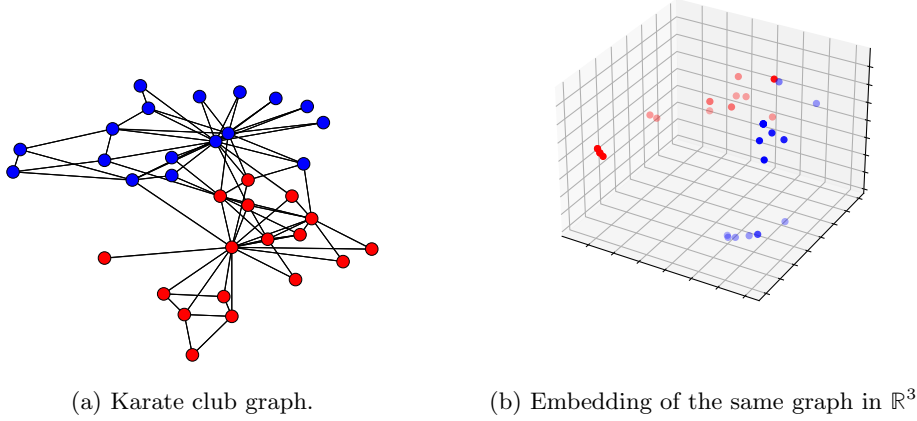 (a) Karate club graph.
(b) Embedding of the same graph in ℝ³